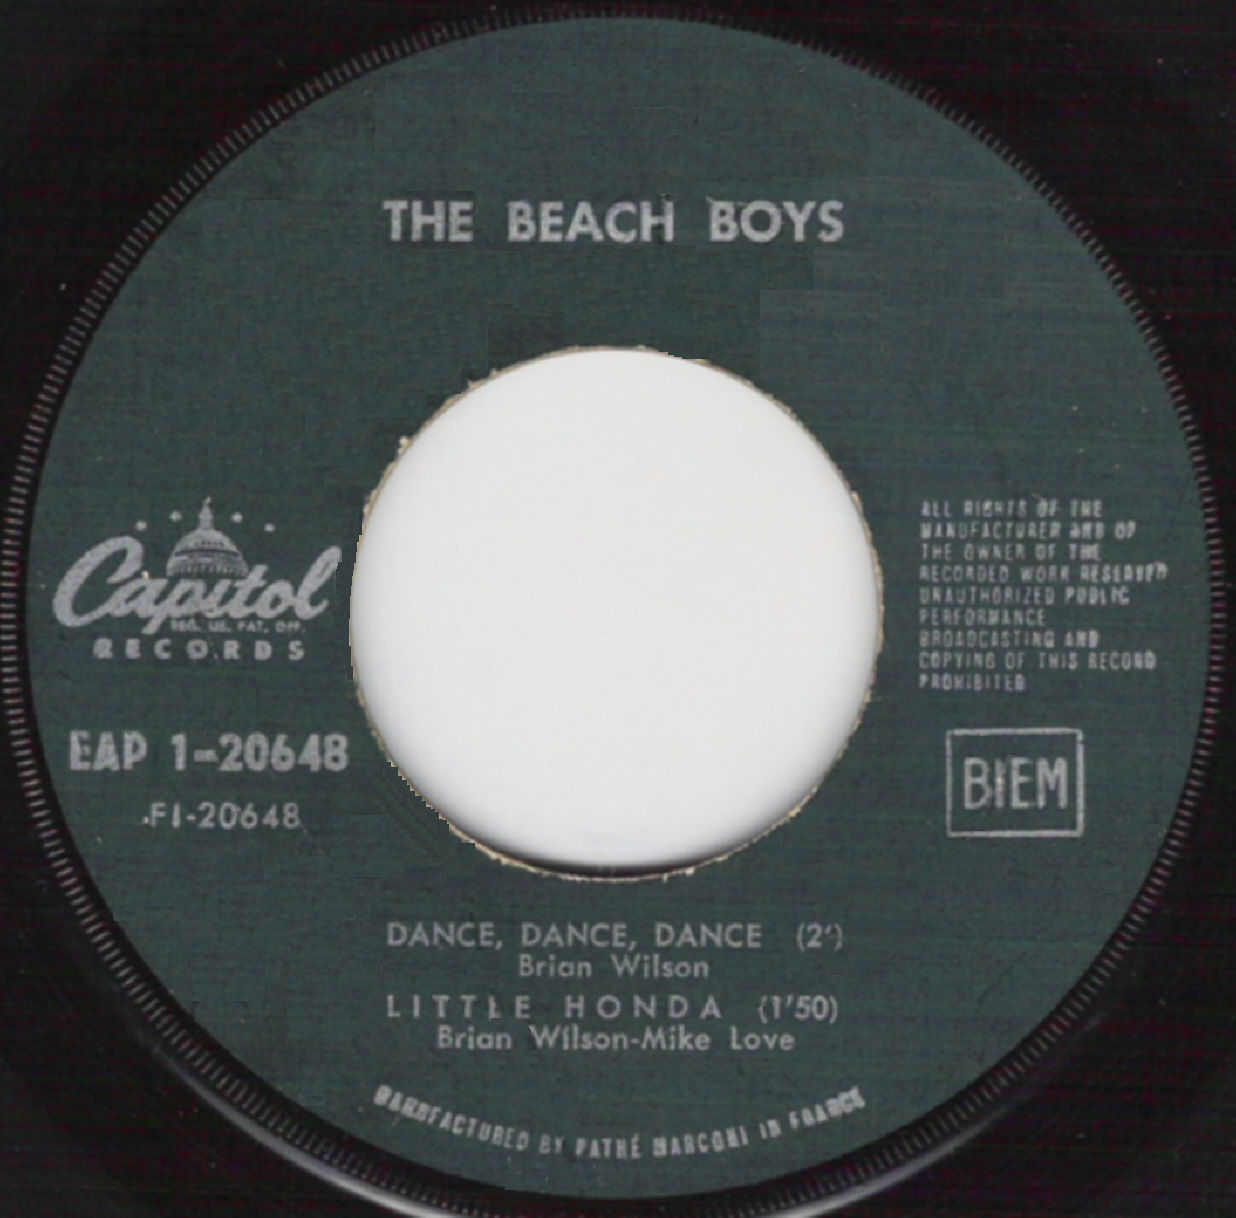 THE BEACH BOYS
Capitol
REG. U.S. PAT. OFF.
RECORDS
EAP 1-20648
FI-20648
ALL RIGHTS OF THE
MANUFACTURER AND OF
THE OWNER OF THE
RECORDED WORK RESERVED
UNAUTHORIZED PUBLIC
PERFORMANCE
BROADCASTING AND
COPYING OF THIS RECORD
PROHIBITED
BIEM
DANCE, DANCE, DANCE (2')
Brian Wilson
LITTLE HONDA (1'50)
Brian Wilson-Mike Love
MANUFACTURED BY PATHÉ MARCONI IN FRANCE